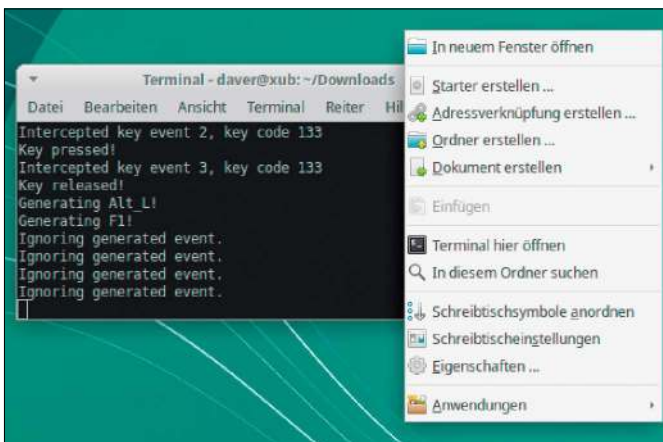 Terminal - daver@xub: ~/Downloads
Datei Bearbeiten Ansicht Terminal Reiter
Intercepted key event 2, key code 133
Key pressed!
Intercepted key event 3, key code 133
Key released!
Generating Alt_L!
Generating F1!
Ignoring generated event.
Ignoring generated event.
Ignoring generated event.
Ignoring generated event.
In neuem Fenster öffnen
Starter erstellen ...
Adressverknüpfung erstellen ...
Ordner erstellen ...
Dokument erstellen
Einfügen
Terminal hier öffnen
In diesem Ordner suchen
Schreibtischsymbole anordnen
Schreibtischeinstellungen
Eigenschaften ...
Anwendungen